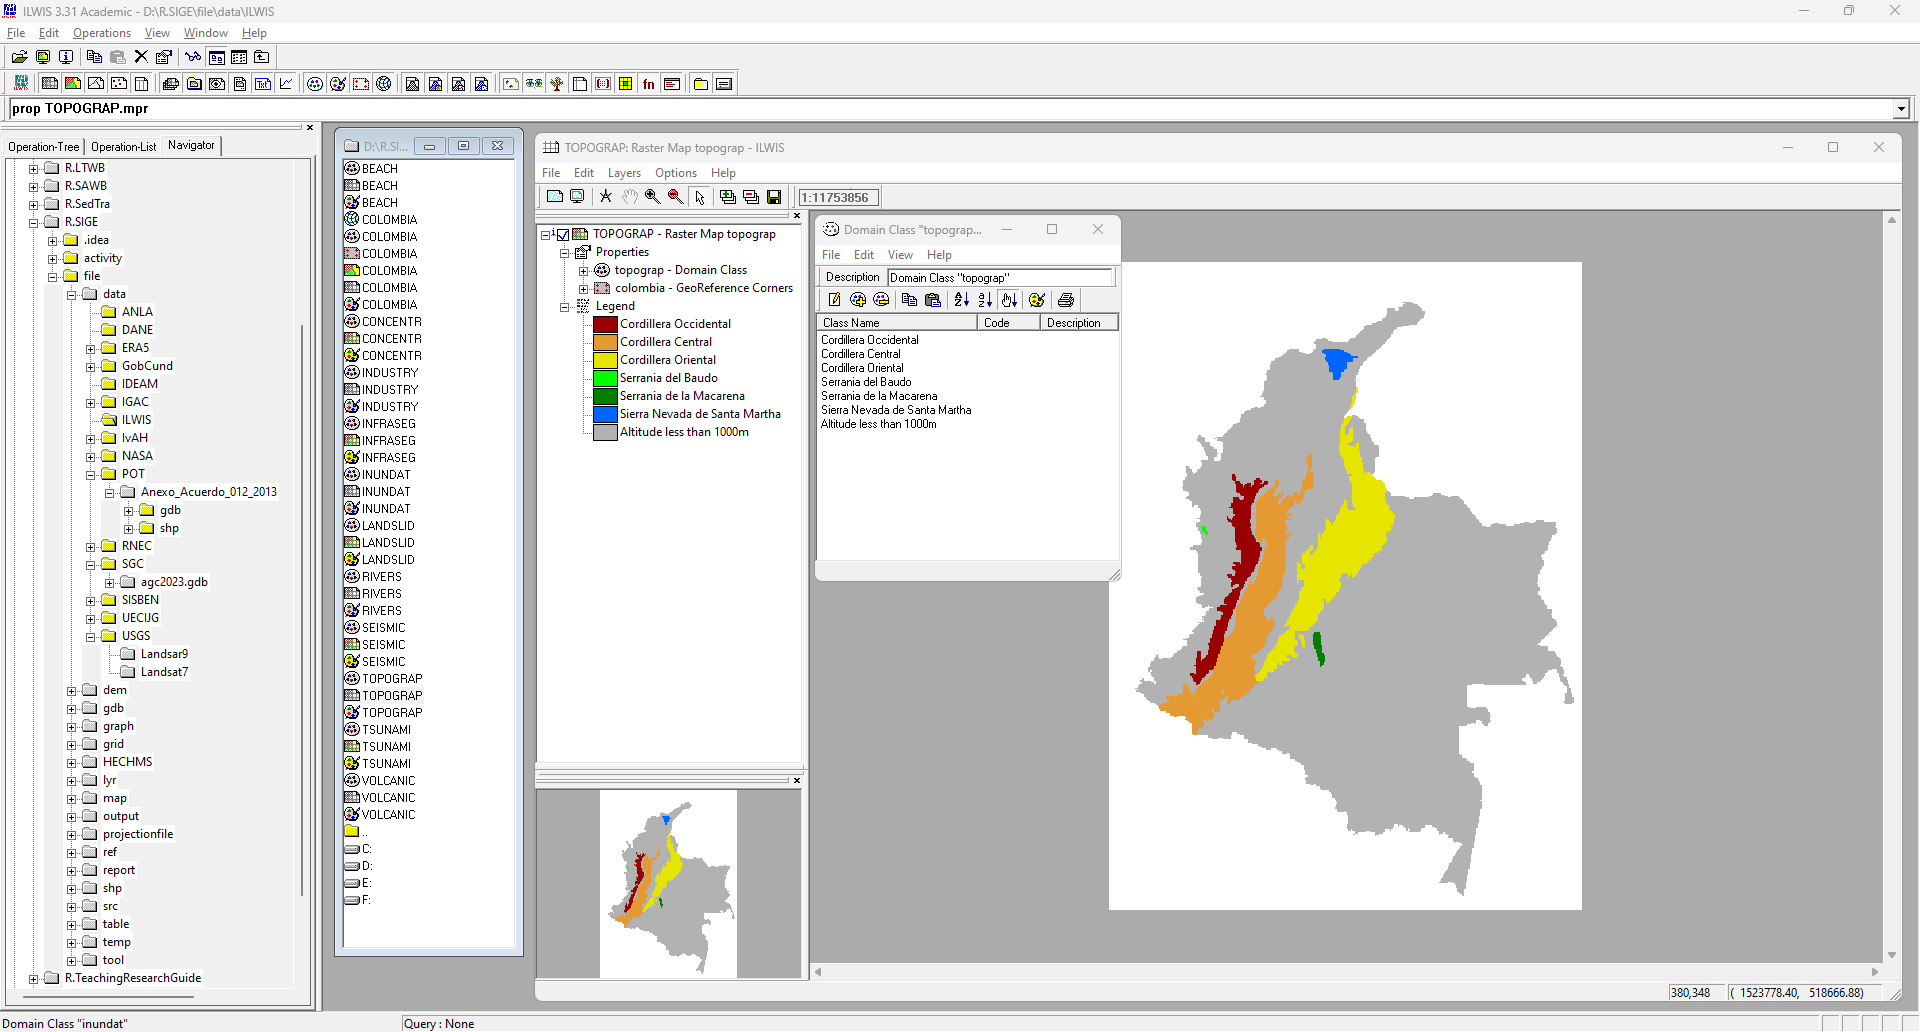 ILWIS 3.31 Academic - D:\R.SIGE\file\data\ILWIS
File Edit Operations View Window Help
prop TOPOGRAP.mpr
Operation-Tree Operation-List Navigator
R.LTWB
R.SAWB
R.SedTra
R.SIGE
.idea
activity
file
data
ANLA
DANE
ERA5
GobCund
IDEAM
IGAC
ILWIS
IvAH
NASA
POT
Anexo_Acuerdo_012_2013
gdb
shp
RNEC
SGC
agc2023.gdb
SISBEN
UECIJG
USGS
Landsar9
Landsat7
dem
gdb
graph
grid
HECHMS
lyr
map
output
projectionfile
ref
report
shp
src
table
temp
tool
R.TeachingResearchGuide
D:\R.SI...
BEACH
BEACH
BEACH
COLOMBIA
COLOMBIA
COLOMBIA
COLOMBIA
COLOMBIA
COLOMBIA
CONCENTR
CONCENTR
CONCENTR
INDUSTRY
INDUSTRY
INDUSTRY
INFRASEG
INFRASEG
INFRASEG
INUNDAT
INUNDAT
INUNDAT
LANDSLID
LANDSLID
LANDSLID
RIVERS
RIVERS
RIVERS
SEISMIC
SEISMIC
SEISMIC
TOPOGRAP
TOPOGRAP
TOPOGRAP
TSUNAMI
TSUNAMI
TSUNAMI
VOLCANIC
VOLCANIC
VOLCANIC
..
C:
D:
E:
F:
TOPOGRAP: Raster Map topograp - ILWIS
File Edit Layers Options Help
1:11753856
TOPOGRAP - Raster Map topograp
Properties
topograp - Domain Class
colombia - GeoReference Corners
Legend
Cordillera Occidental
Cordillera Central
Cordillera Oriental
Serrania del Baudo
Serrania de la Macarena
Sierra Nevada de Santa Martha
Altitude less than 1000m
Domain Class "topograp...
File Edit View Help
Description Domain Class "topograp"
Class Name Code Description
Cordillera Occidental
Cordillera Central
Cordillera Oriental
Serrania del Baudo
Serrania de la Macarena
Sierra Nevada de Santa Martha
Altitude less than 1000m
380,348 ( 1523778.40, 518666.88)
Domain Class "inundat"
Query : None